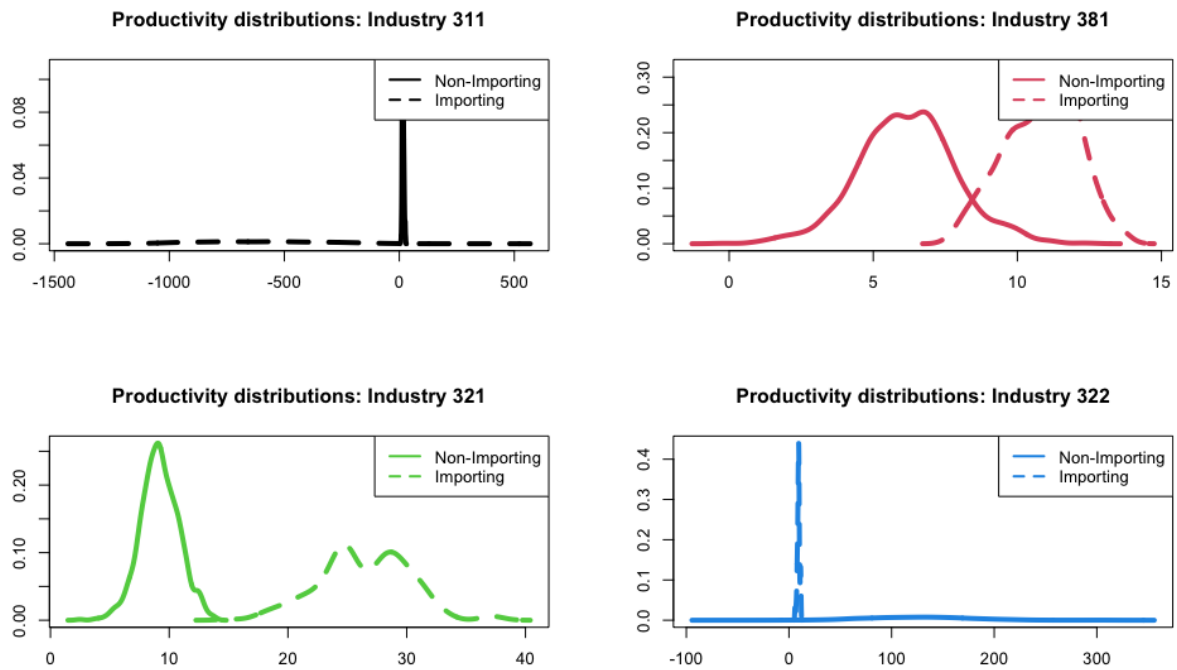 Productivity distributions: Industry 311
Non-Importing
Importing
0.08
0.04
0.00
-1500 -1000 -500 0 500
Productivity distributions: Industry 381
Non-Importing
Importing
0.30
0.20
0.10
0.00
0 5 10 15
Productivity distributions: Industry 321
Non-Importing
Importing
0.20
0.10
0.00
0 10 20 30 40
Productivity distributions: Industry 322
Non-Importing
Importing
0.4
0.3
0.2
0.1
0.0
-100 0 100 200 300